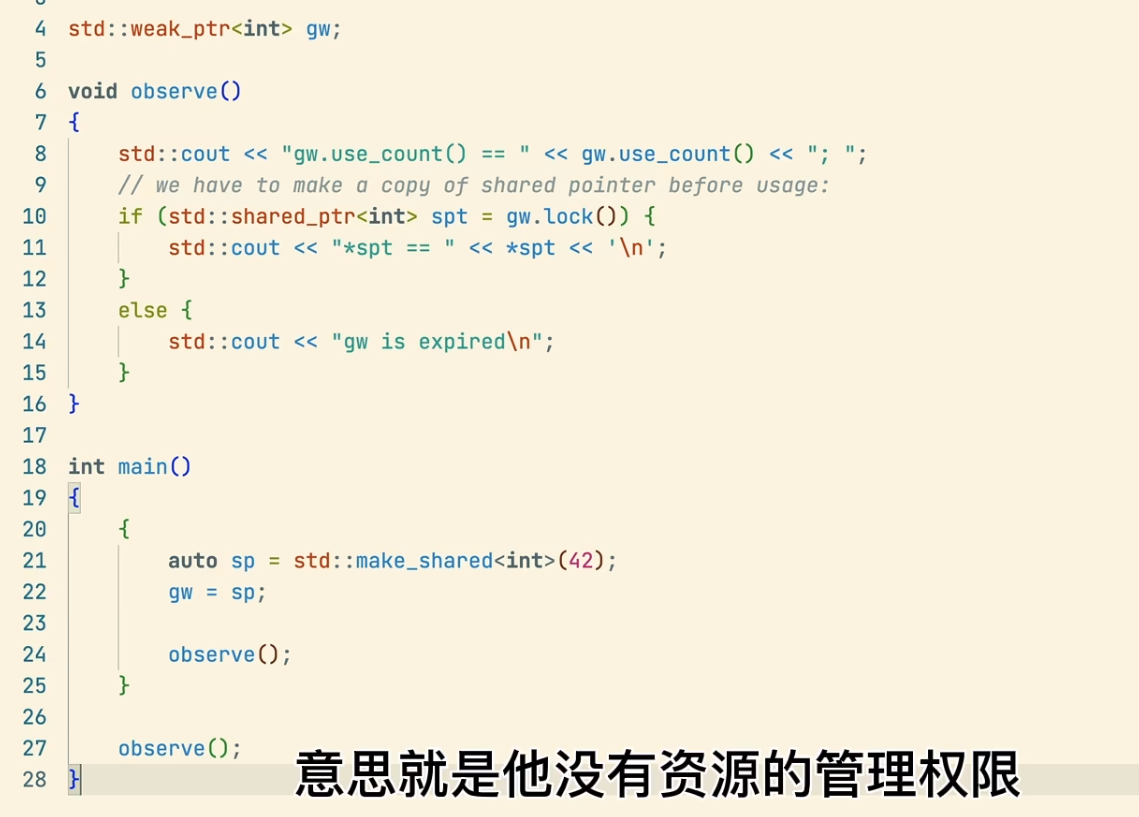 4 std::weak_ptr<int> gw;
5
6 void observe()
7 {
8     std::cout << "gw.use_count() == " << gw.use_count() << "; ";
9     // we have to make a copy of shared pointer before usage:
10     if (std::shared_ptr<int> spt = gw.lock()) {
11         std::cout << "*spt == " << *spt << '\n';
12     }
13     else {
14         std::cout << "gw is expired\n";
15     }
16 }
17
18 int main()
19 {
20     {
21         auto sp = std::make_shared<int>(42);
22         gw = sp;
23
24         observe();
25     }
26
27     observe();
28 }
意思就是他没有资源的管理权限